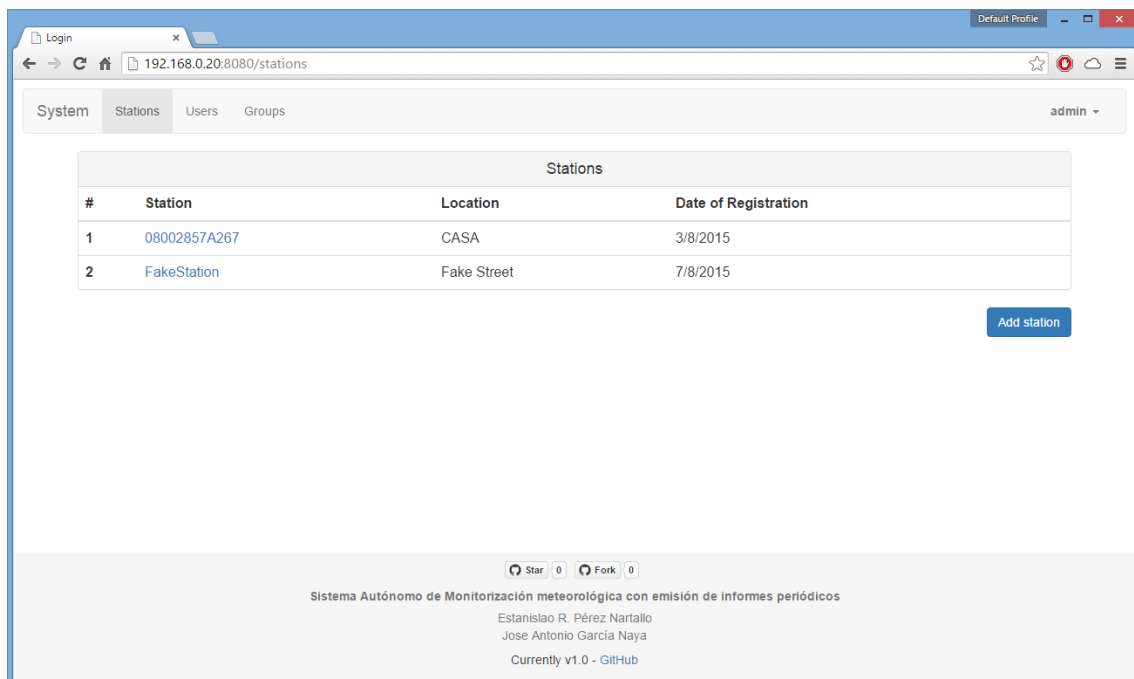 Default Profile
Login
192.168.0.20:8080/stations
System Stations Users Groups admin
Stations
# Station Location Date of Registration
1 08002857A267 CASA 3/8/2015
2 FakeStation Fake Street 7/8/2015
Add station
Star 0 Fork 0
Sistema Autónomo de Monitorización meteorológica con emisión de informes periódicos
Estanislao R. Pérez Nartallo
Jose Antonio García Naya
Currently v1.0 - GitHub